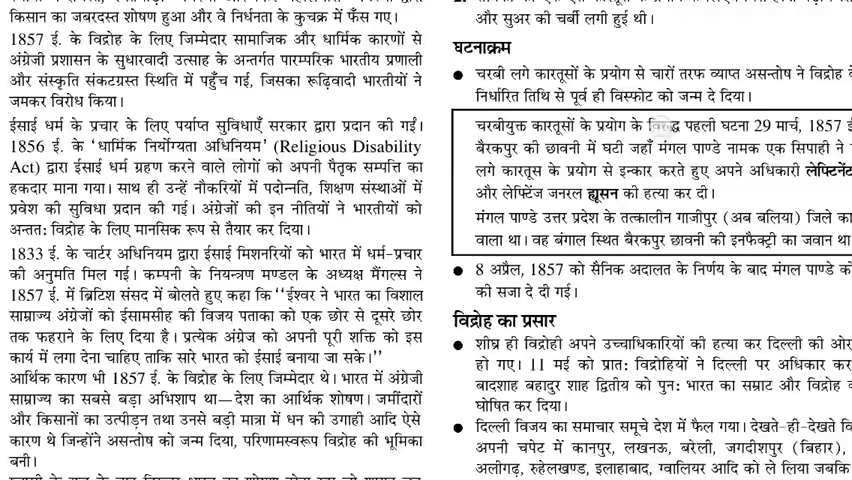 किसान का जबरदस्त शोषण हुआ और वे निर्धनता के कुचक्र में फँस गए।
1857 ई. के विद्रोह के लिए जिम्मेदार सामाजिक और धार्मिक कारणों से
अंग्रेजी प्रशासन के सुधारवादी उत्साह के अन्तर्गत पारम्परिक भारतीय प्रणाली
और संस्कृति संकटग्रस्त स्थिति में पहुँच गई, जिसका रूढ़िवादी भारतीयों ने
जमकर विरोध किया।
ईसाई धर्म के प्रचार के लिए पर्याप्त सुविधाएँ सरकार द्वारा प्रदान की गईं।
1856 ई. के 'धार्मिक निर्योग्यता अधिनियम' (Religious Disability
Act) द्वारा ईसाई धर्म ग्रहण करने वाले लोगों को अपनी पैतृक सम्पत्ति का
हकदार माना गया। साथ ही उन्हें नौकरियों में पदोन्नति, शिक्षण संस्थाओं में
प्रवेश की सुविधा प्रदान की गई। अंग्रेजों की इन नीतियों ने भारतीयों को
अन्ततः विद्रोह के लिए मानसिक रूप से तैयार कर दिया।
1833 ई. के चार्टर अधिनियम द्वारा ईसाई मिशनरियों को भारत में धर्म-प्रचार
की अनुमति मिल गई। कम्पनी के नियन्त्रण मण्डल के अध्यक्ष मैंगल्स ने
1857 ई. में ब्रिटिश संसद में बोलते हुए कहा कि ''ईश्वर ने भारत का विशाल
साम्राज्य अंग्रेजों को ईसामसीह की विजय पताका को एक छोर से दूसरे छोर
तक फहराने के लिए दिया है। प्रत्येक अंग्रेज को अपनी पूरी शक्ति को इस
कार्य में लगा देना चाहिए ताकि सारे भारत को ईसाई बनाया जा सके।''
आर्थिक कारण भी 1857 ई. के विद्रोह के लिए जिम्मेदार थे। भारत में अंग्रेजी
साम्राज्य का सबसे बड़ा अभिशाप था—देश का आर्थिक शोषण। जमींदारों
और किसानों का उत्पीड़न तथा उनसे बड़ी मात्रा में धन की उगाही आदि ऐसे
कारण थे जिन्होंने असन्तोष को जन्म दिया, परिणामस्वरूप विद्रोह की भूमिका
बनी।
और सुअर की चर्बी लगी हुई थी।
घटनाक्रम
● चरबी लगे कारतूसों के प्रयोग से चारों तरफ व्याप्त असन्तोष ने विद्रोह के
निर्धारित तिथि से पूर्व ही विस्फोट को जन्म दे दिया।
चरबीयुक्त कारतूसों के प्रयोग के विरुद्ध पहली घटना 29 मार्च, 1857 ई
बैरकपुर की छावनी में घटी जहाँ मंगल पाण्डे नामक एक सिपाही ने
लगे कारतूस के प्रयोग से इन्कार करते हुए अपने अधिकारी लेफ्टिनेंट
और लेफ्टिनेंज जनरल ह्यूसन की हत्या कर दी।
मंगल पाण्डे उत्तर प्रदेश के तत्कालीन गाजीपुर (अब बलिया) जिले का
वाला था। वह बंगाल स्थित बैरकपुर छावनी की इनफैक्ट्री का जवान था
● 8 अप्रैल, 1857 को सैनिक अदालत के निर्णय के बाद मंगल पाण्डे को
की सजा दे दी गई।
विद्रोह का प्रसार
● शीघ्र ही विद्रोही अपने उच्चाधिकारियों की हत्या कर दिल्ली की ओर
हो गए। 11 मई को प्रातः विद्रोहियों ने दिल्ली पर अधिकार कर
बादशाह बहादुर शाह द्वितीय को पुनः भारत का सम्राट और विद्रोह
घोषित कर दिया।
● दिल्ली विजय का समाचार समूचे देश में फैल गया। देखते-ही-देखते वि
अपनी चपेट में कानपुर, लखनऊ, बरेली, जगदीशपुर (बिहार),
अलीगढ़, रुहेलखण्ड, इलाहाबाद, ग्वालियर आदि को ले लिया जबकि